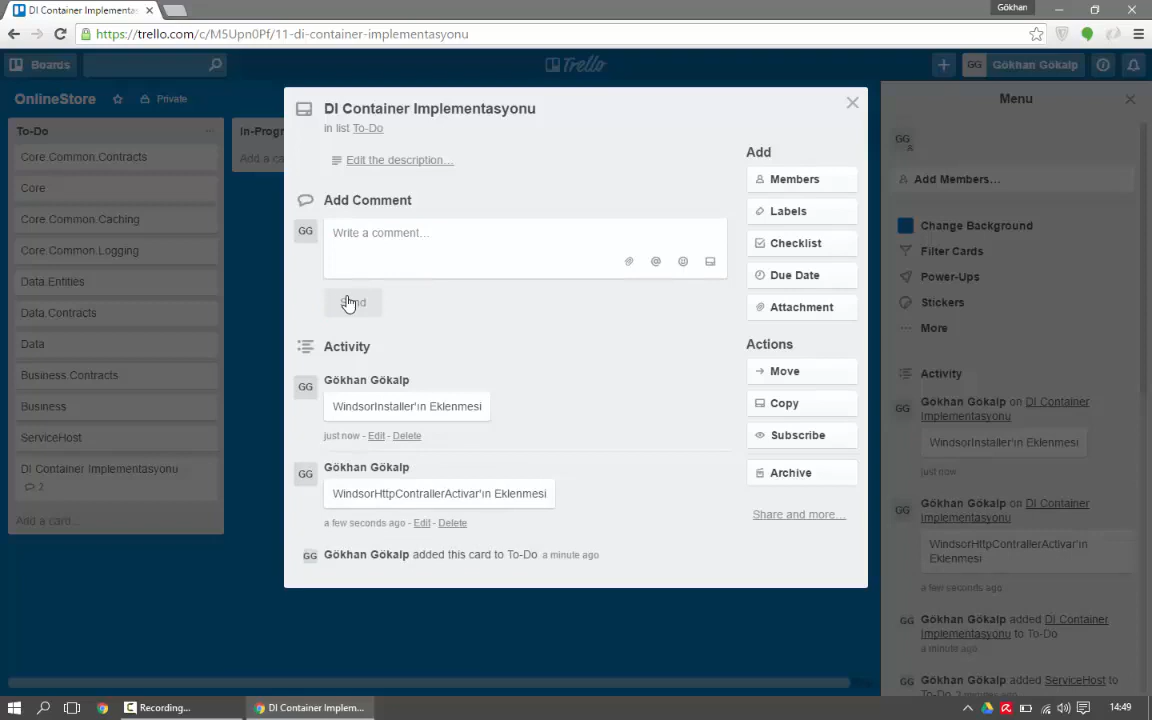 DI Container Implementas
Gökhan
https://trello.com/c/M5Upn0Pf/11-di-container-implementasyonu
Boards
Trello
GG Gökhan Gökalp
OnlineStore
Private
To-Do
Core.Common.Contracts
Core
Core.Common.Caching
Core.Common.Logging
Data.Entities
Data.Contracts
Data
Business.Contracts
Business
ServiceHost
DI Container Implementasyonu
2
Add a card...
In-Progr
Add a ca
DI Container Implementasyonu
in list To-Do
Edit the description...
Add Comment
GG
Write a comment...
Activity
GG
Gökhan Gökalp
WindsorInstaller'ın Eklenmesi
just now - Edit - Delete
GG
Gökhan Gökalp
WindsorHttpContrallerActivar'ın Eklenmesi
a few seconds ago - Edit - Delete
GG Gökhan Gökalp added this card to To-Do a minute ago
Add
Members
Labels
Checklist
Due Date
Attachment
Actions
Move
Copy
Subscribe
Archive
Share and more...
Menu
GG
Add Members...
Change Background
Filter Cards
Power-Ups
Stickers
More
Activity
GG
Gökhan Gökalp on DI Container
Implementasyonu
WindsorInstaller'ın Eklenmesi
just now
GG
Gökhan Gökalp on DI Container
Implementasyonu
WindsorHttpContrallerActivar'ın
Eklenmesi
a few seconds ago
GG
Gökhan Gökalp added DI Container
Implementasyonu to To-Do
a minute ago
GG
Gökhan Gökalp added ServiceHost to
To-Do 2 minutes ago
Recording...
DI Container Implem...
14:49